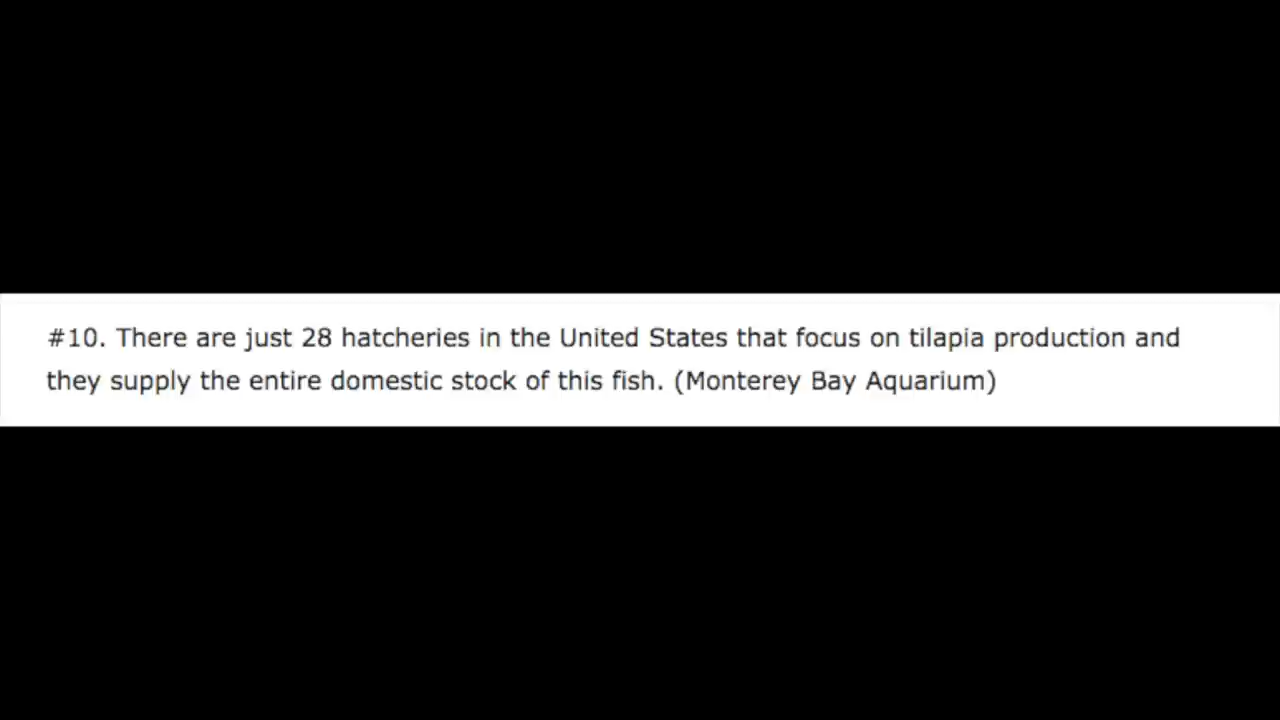 #10. There are just 28 hatcheries in the United States that focus on tilapia production and
they supply the entire domestic stock of this fish. (Monterey Bay Aquarium)